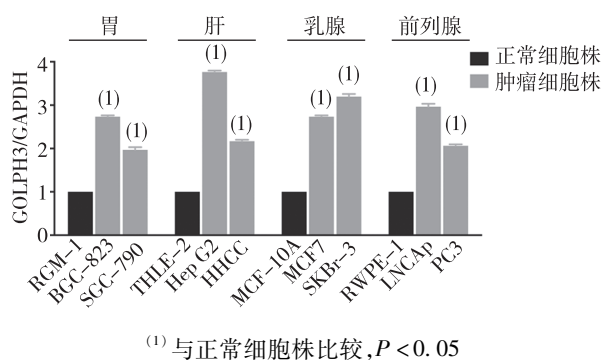 胃 肝 乳腺 前列腺
正常细胞株
肿瘤细胞株
GOLPH3/GAPDH
4
3
2
1
0
(1) (1) (1) (1) (1) (1) (1) (1)
RGM-1 BGC-823 SGC-790 THLE-2 Hep G2 HHCC MCF-10A MCF7 SKBr-3 RWPE-1 LNCAp PC3
(1) 与正常细胞株比较,P<0.05